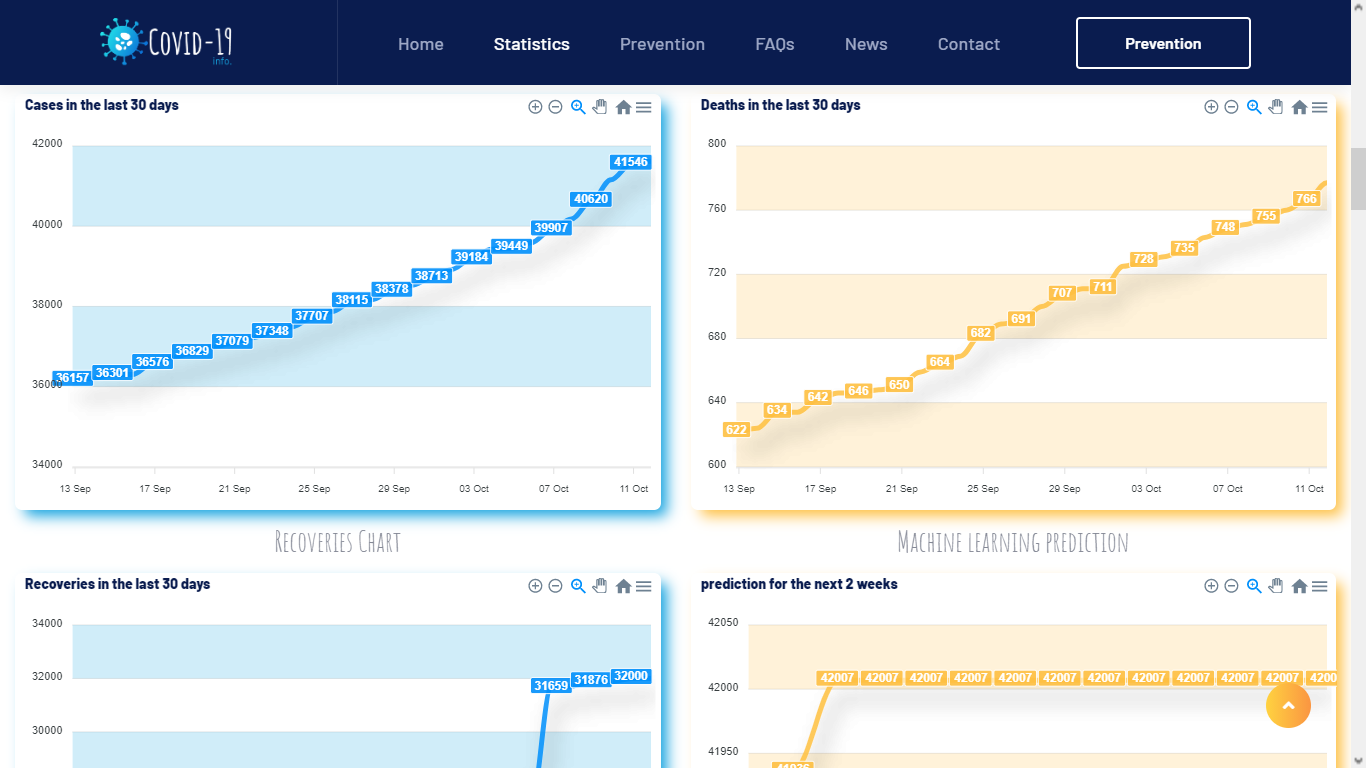 Covid-19
info.
Home
Statistics
Prevention
FAQs
News
Contact
Prevention
Cases in the last 30 days
42000
40000
38000
36000
34000
36157
36301
36576
36829
37079
37348
37707
38115
38378
38713
39184
39449
39907
40620
41546
13 Sep
17 Sep
21 Sep
25 Sep
29 Sep
03 Oct
07 Oct
11 Oct
Deaths in the last 30 days
800
760
720
680
640
600
622
634
642
646
650
664
682
691
707
711
728
735
748
755
766
13 Sep
17 Sep
21 Sep
25 Sep
29 Sep
03 Oct
07 Oct
11 Oct
Recoveries Chart
Machine learning prediction
Recoveries in the last 30 days
34000
32000
30000
31659
31876
32000
prediction for the next 2 weeks
42050
42000
41950
42007
42007
42007
42007
42007
42007
42007
42007
42007
42007
42007
4200